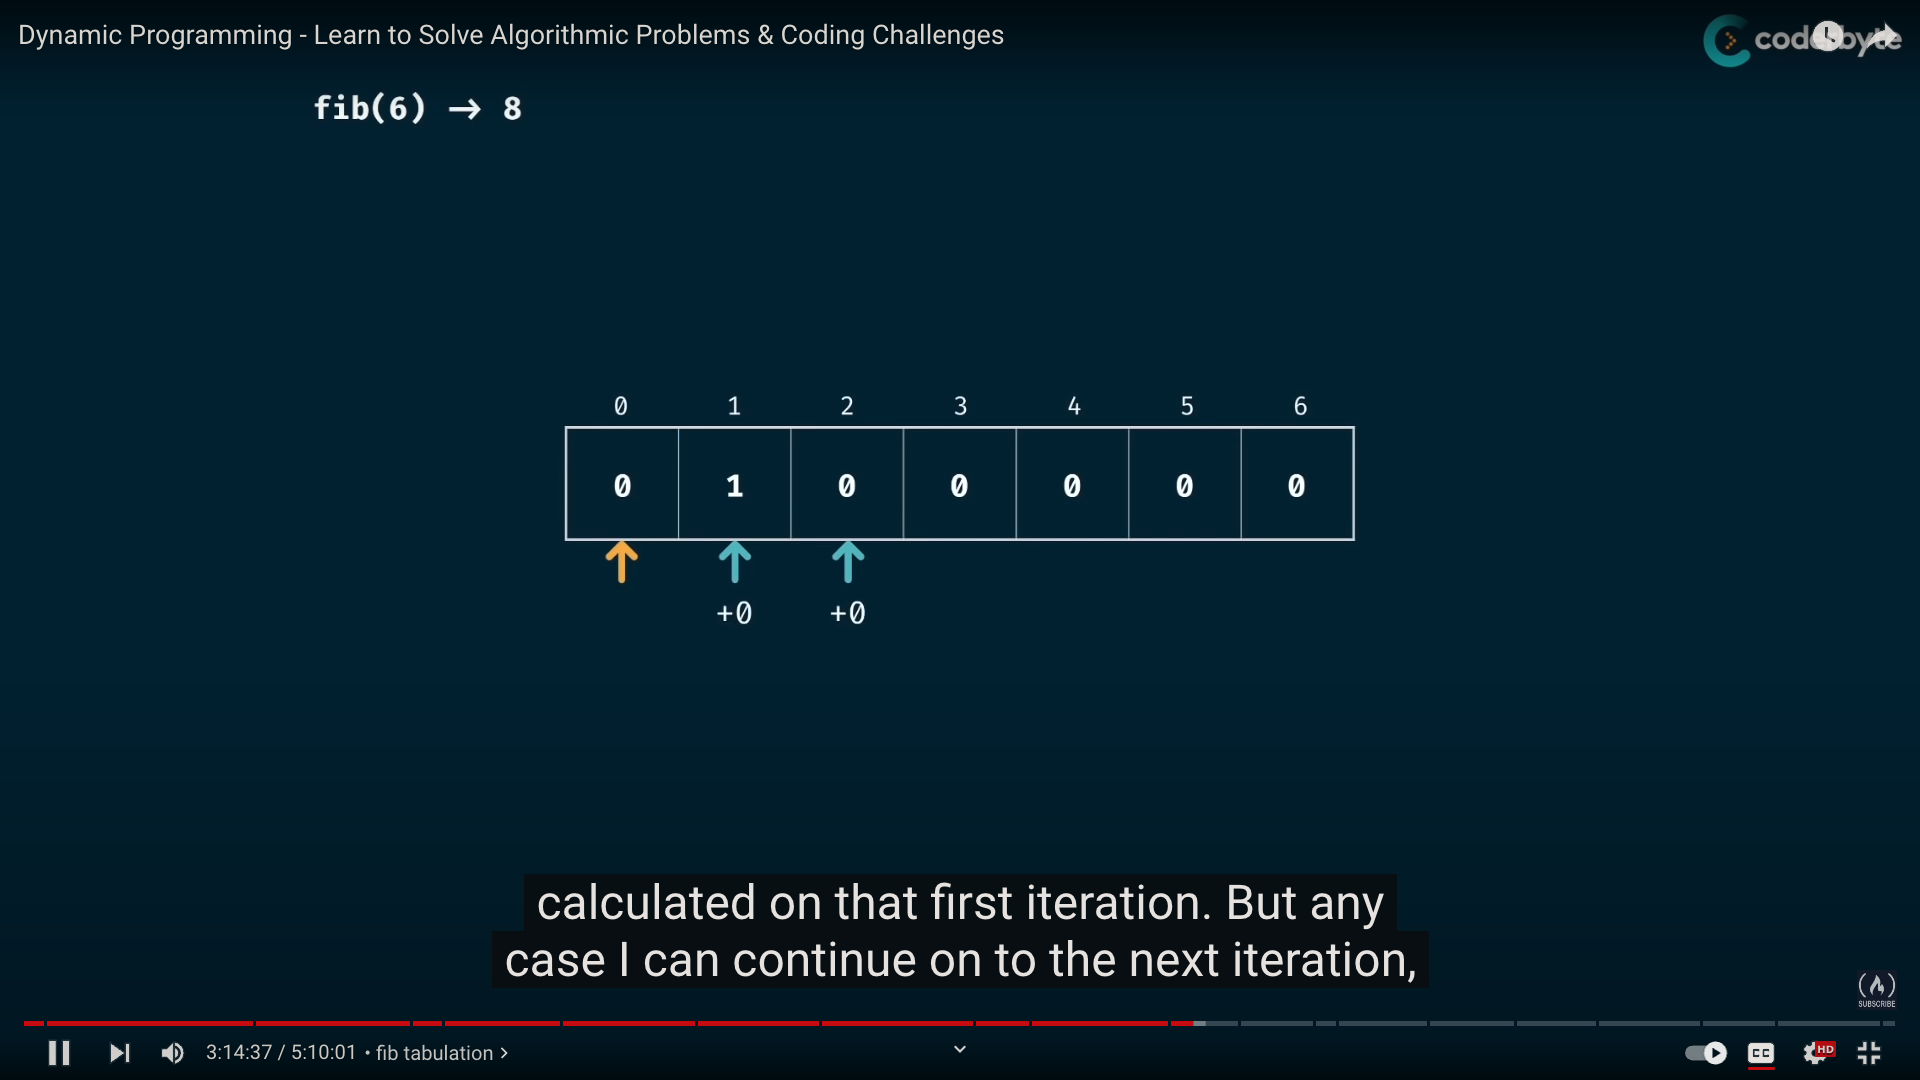 Dynamic Programming - Learn to Solve Algorithmic Problems & Coding Challenges
coderbyte
fib(6) → 8
0 1 2 3 4 5 6
0 1 0 0 0 0 0
+0 +0
calculated on that first iteration. But any
case I can continue on to the next iteration,
SUBSCRIBE
3:14:37 / 5:10:01 • fib tabulation >
CC
HD